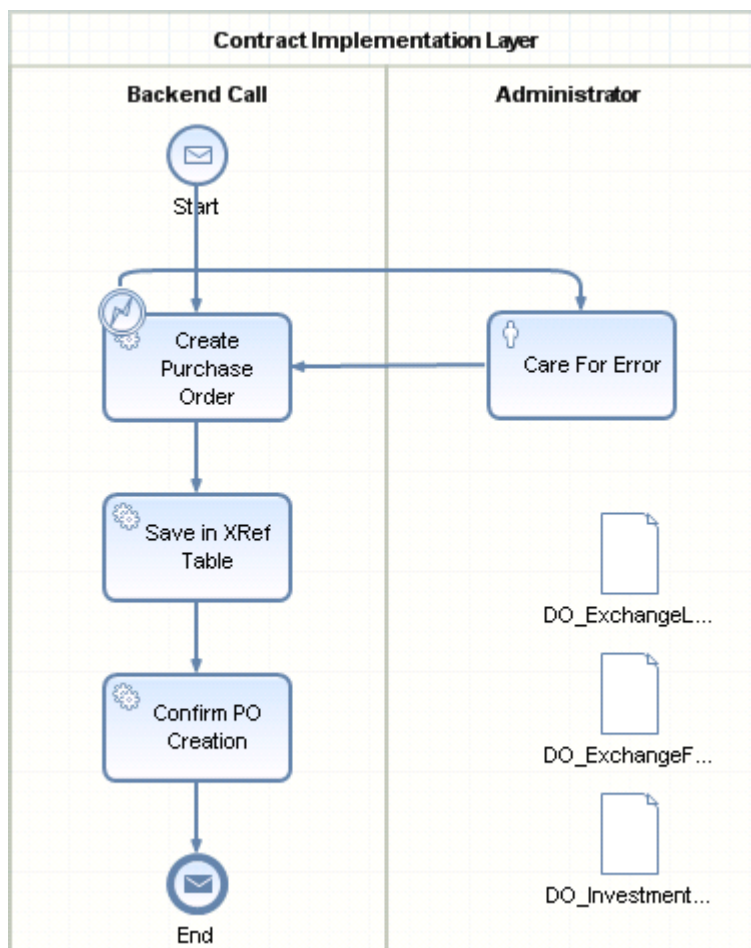 Contract Implementation Layer
Backend Call
Administrator
Start
Create
Purchase
Order
Care For Error
Save in XRef
Table
DO_ExchangeL...
Confirm PO
Creation
DO_ExchangeF...
DO_Investment...
End